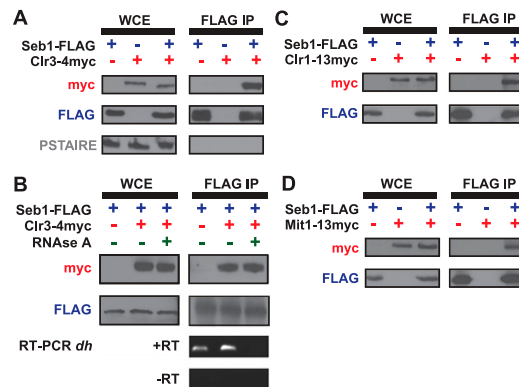 A
WCE FLAG IP
Seb1-FLAG + - + + - +
Clr3-4myc - + + - + +
myc
FLAG
PSTAIRE
B
WCE FLAG IP
Seb1-FLAG + + + + + +
Clr3-4myc - + + - + +
RNAse A - - + - - +
myc
FLAG
RT-PCR dh +RT
-RT
C
WCE FLAG IP
Seb1-FLAG + - + + - +
Clr1-13myc - + + - + +
myc
FLAG
D
WCE FLAG IP
Seb1-FLAG + - + + - +
Mit1-13myc - + + - + +
myc
FLAG